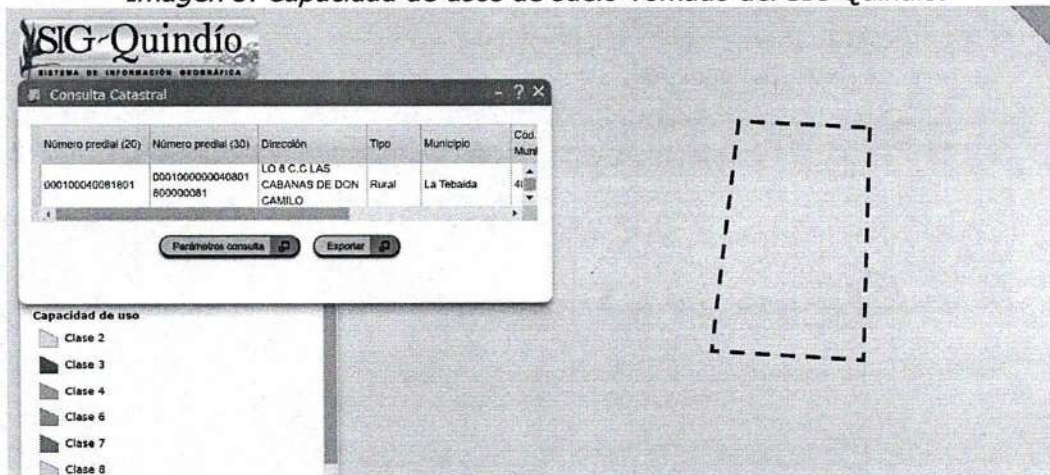 SIG-Quindío
SISTEMA DE INFORMACIÓN GEOGRÁFICA
Consulta Catastral - ? ×
Número predial (20) Número predial (30) Dirección Tipo Municipio Cód.
000100040081801 0001000000040801 800000081 LO 8 C.C LAS CABANAS DE DON CAMILO Rural La Tebaida
Parámetros consulta Exportar
Capacidad de uso
Clase 2
Clase 3
Clase 4
Clase 6
Clase 7
Clase 8